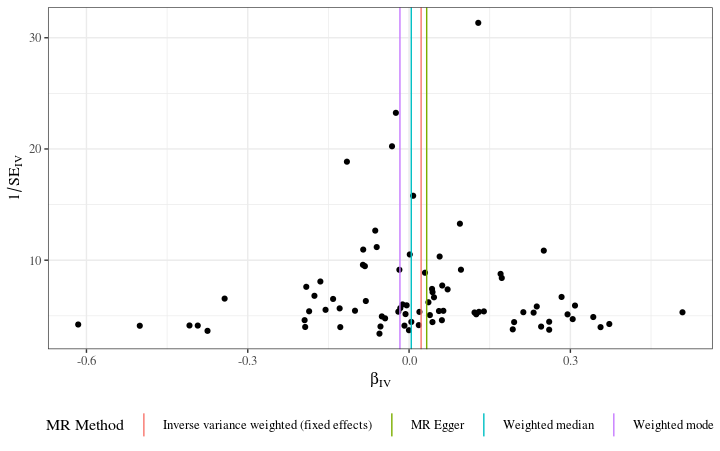 30
20
10
1/SE_IV
-0.6
-0.3
0.0
0.3
β_IV
MR Method
Inverse variance weighted (fixed effects)
MR Egger
Weighted median
Weighted mode